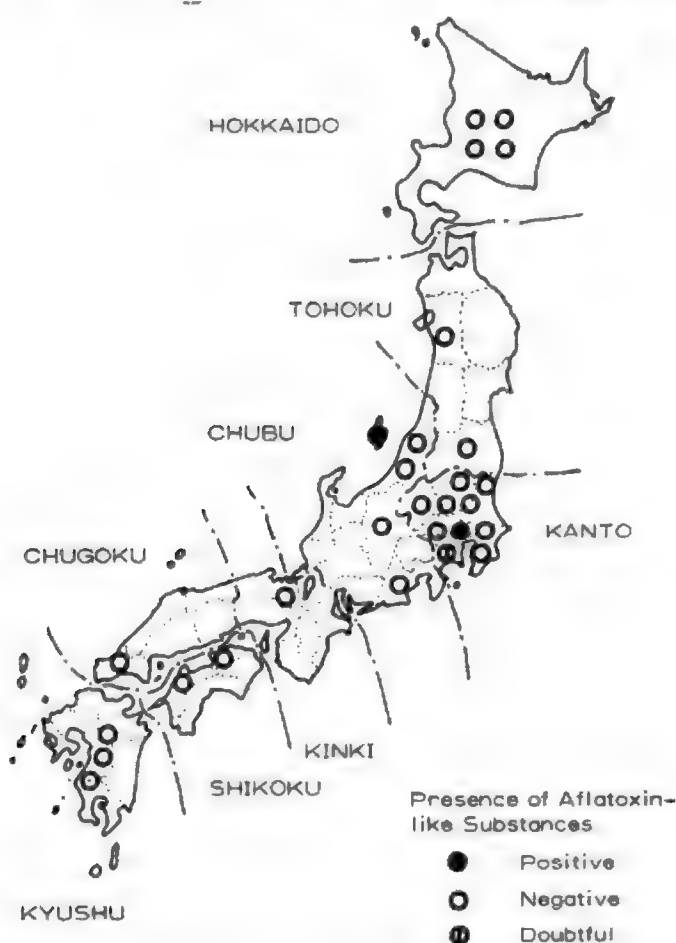 HOKKAIDO
TOHOKU
CHUBU
KANTO
CHUGOKU
KINKI
SHIKOKU
KYUSHU
Presence of Aflatoxin-
like Substances
Positive
Negative
Doubtful